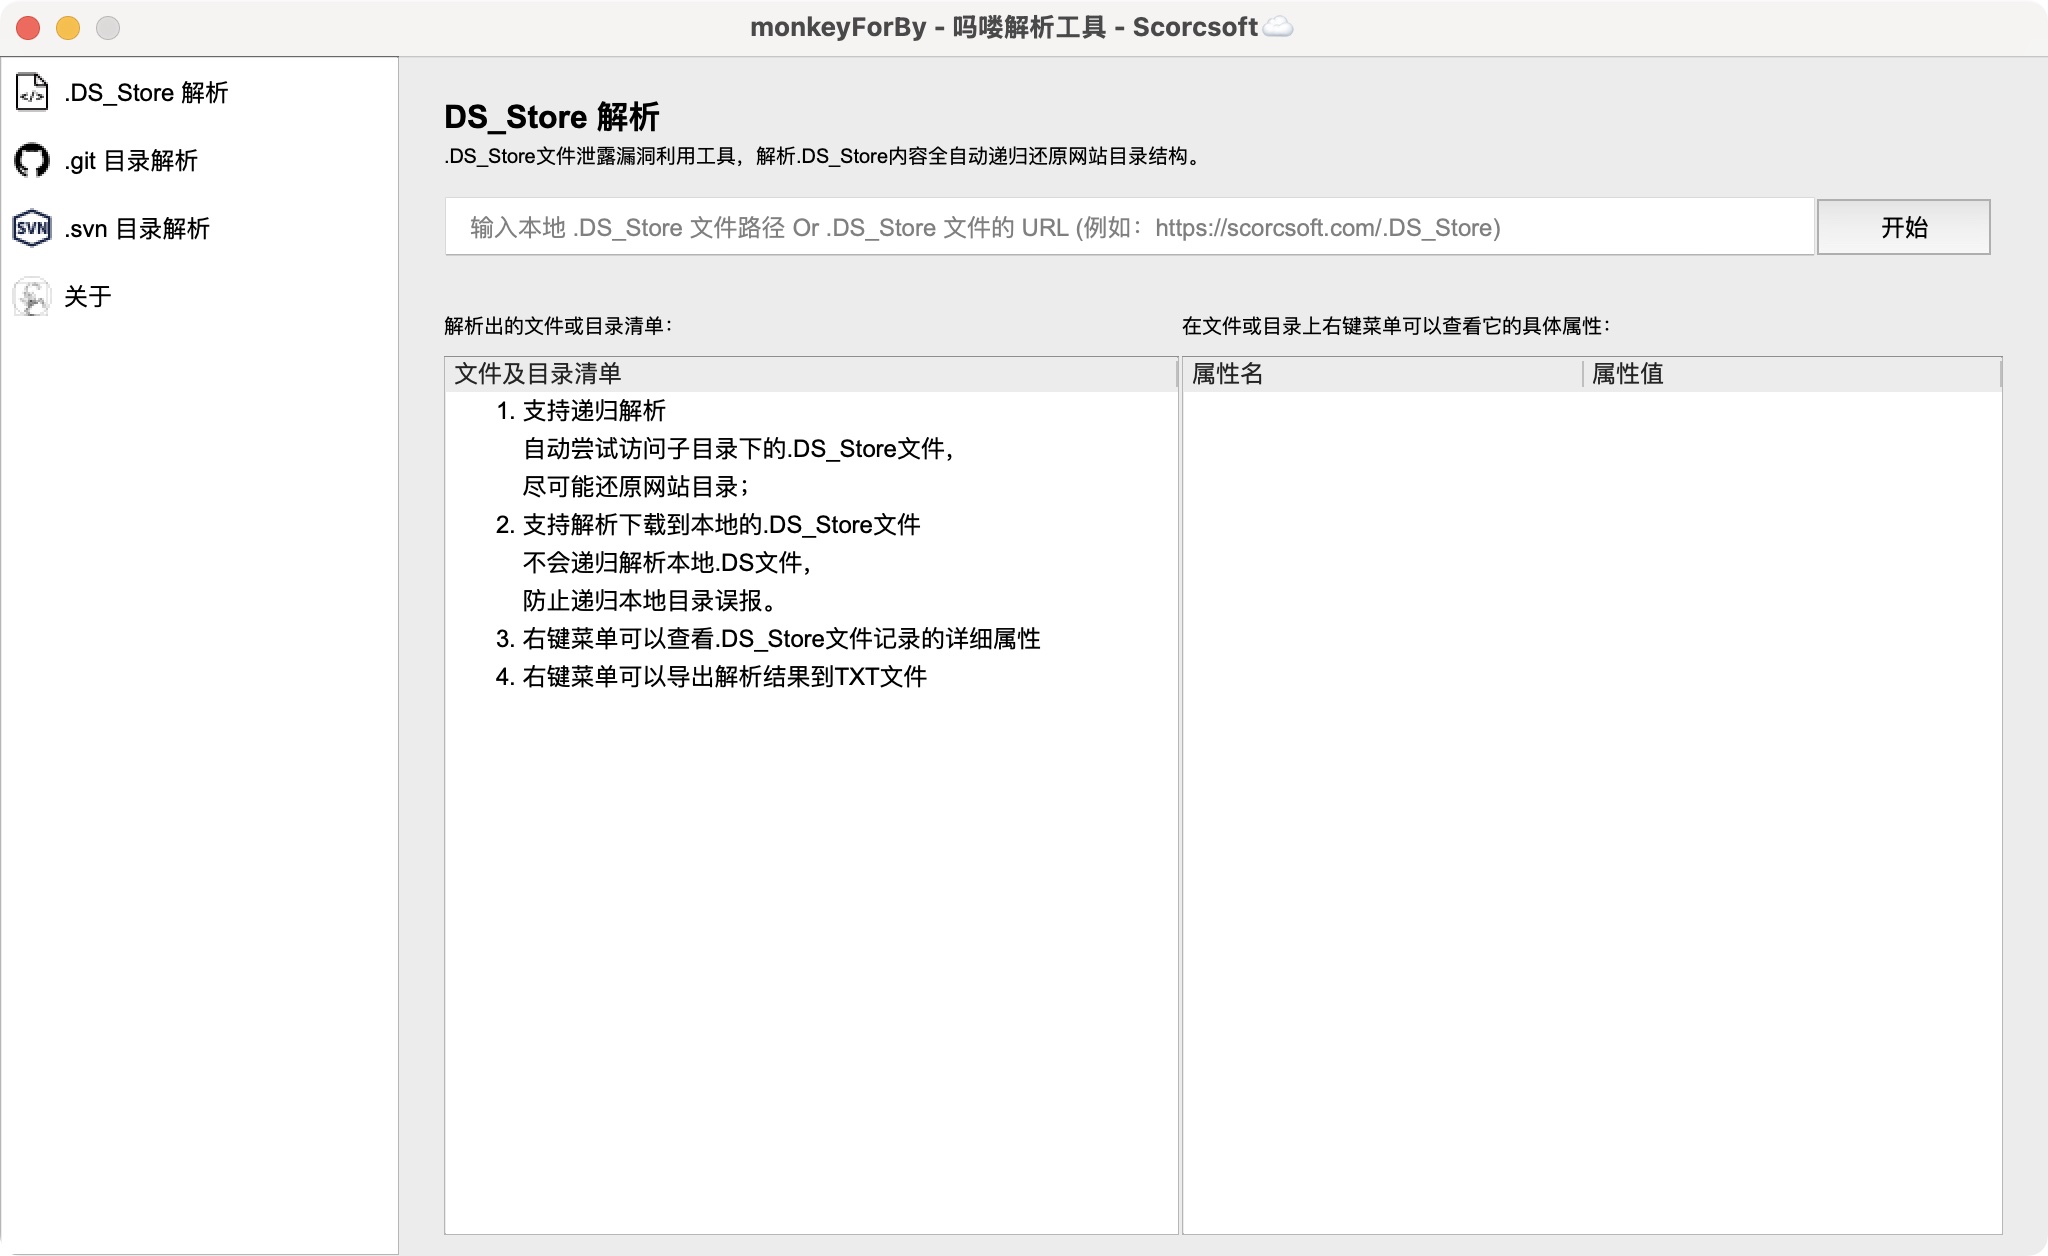 monkeyForBy - 吗喽解析工具 - Scorcsoft☁️
.DS_Store 解析
.git 目录解析
SVN
.svn 目录解析
关于
DS_Store 解析
.DS_Store文件泄露漏洞利用工具，解析.DS_Store内容全自动递归还原网站目录结构。
输入本地 .DS_Store 文件路径 Or .DS_Store 文件的 URL (例如：https://scorcsoft.com/.DS_Store)
开始
解析出的文件或目录清单：
文件及目录清单
1. 支持递归解析
自动尝试访问子目录下的.DS_Store文件，
尽可能还原网站目录；
2. 支持解析下载到本地的.DS_Store文件
不会递归解析本地.DS文件，
防止递归本地目录误报。
3. 右键菜单可以查看.DS_Store文件记录的详细属性
4. 右键菜单可以导出解析结果到TXT文件
在文件或目录上右键菜单可以查看它的具体属性：
属性名
属性值